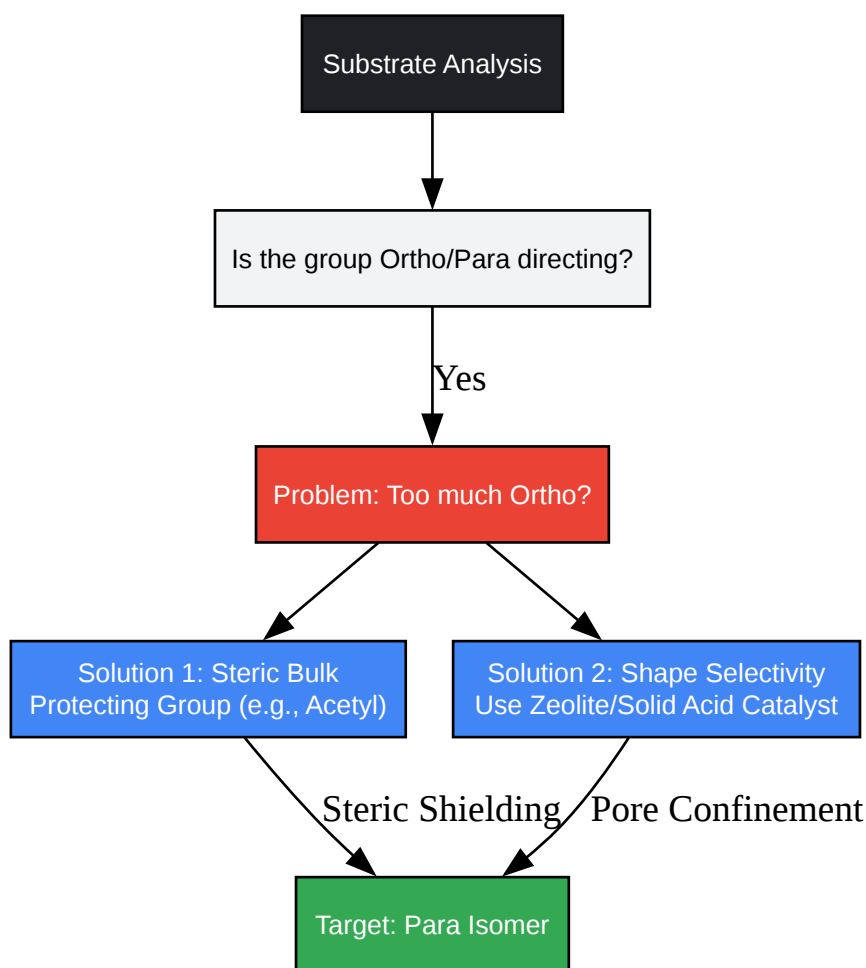 Substrate Analysis
Is the group Ortho/Para directing?
Yes
Problem: Too much Ortho?
Solution 1: Steric Bulk
Protecting Group (e.g., Acetyl)
Solution 2: Shape Selectivity
Use Zeolite/Solid Acid Catalyst
Steric Shielding
Pore Confinement
Target: Para Isomer